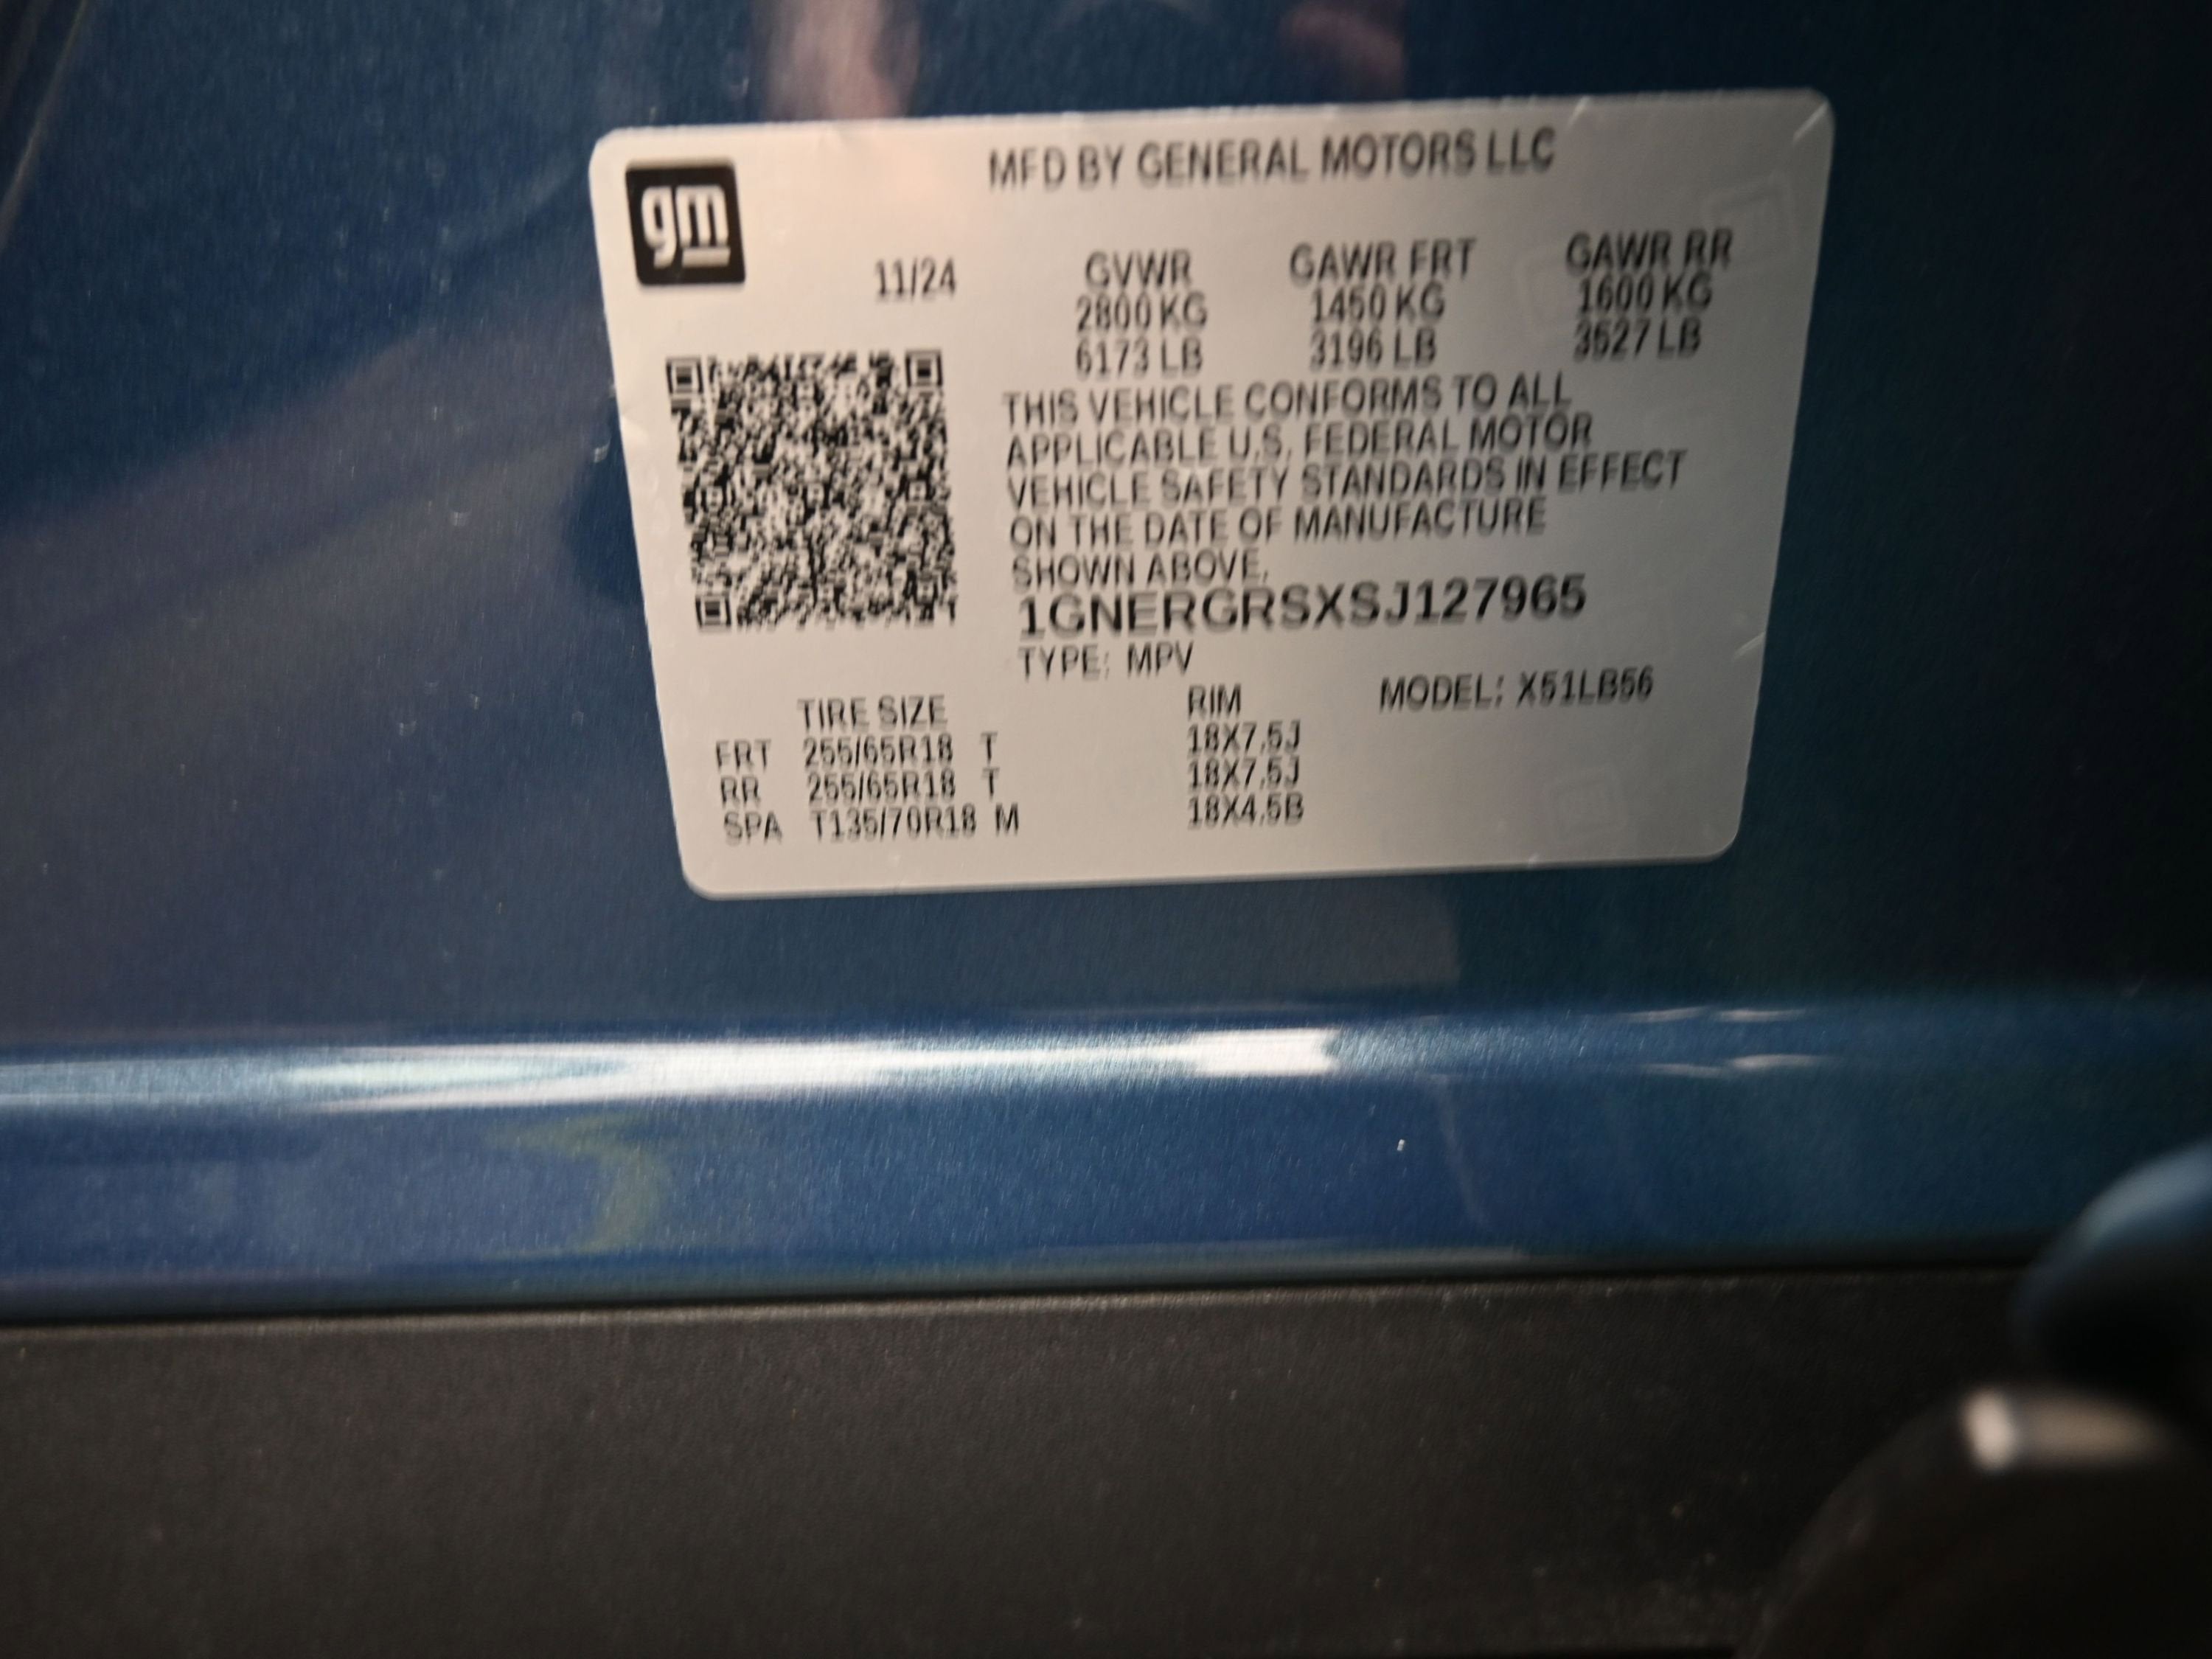 gm
MFD BY GENERAL MOTORS LLC
11/24
GVWR GAWR FRT GAWR RR
2800 KG 1450 KG 1600 KG
6173 LB 3196 LB 3527 LB
THIS VEHICLE CONFORMS TO ALL
APPLICABLE U.S. FEDERAL MOTOR
VEHICLE SAFETY STANDARDS IN EFFECT
ON THE DATE OF MANUFACTURE
SHOWN ABOVE.
1GNERGRSXSJ127965
TYPE: MPV
MODEL: X51LB56
TIRE SIZE RIM
FRT 255/65R18 T 18X7.5J
RR 255/65R18 T 18X7.5J
SPA T135/70R18 M 18X4.5B